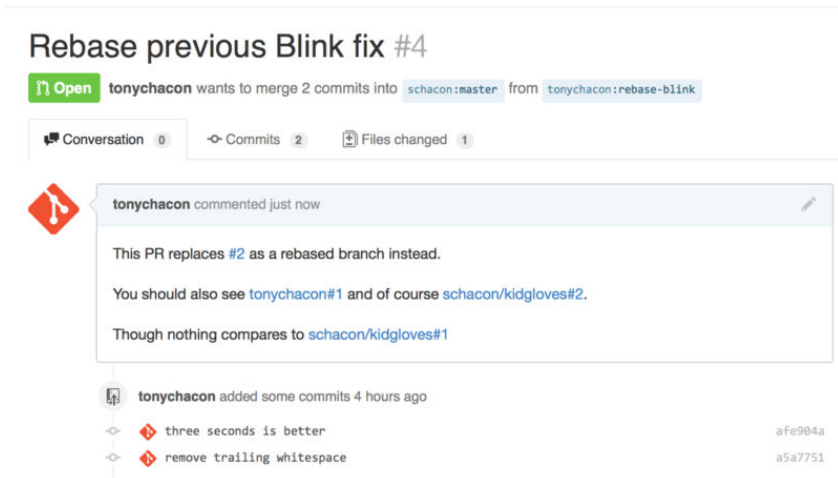 Rebase previous Blink fix #4
Open tonychacon wants to merge 2 commits into schacon:master from tonychacon:rebase-blink
Conversation 0 Commits 2 Files changed 1
tonychacon commented just now
This PR replaces #2 as a rebased branch instead.
You should also see tonychacon#1 and of course schacon/kidgloves#2.
Though nothing compares to schacon/kidgloves#1
tonychacon added some commits 4 hours ago
three seconds is better afe904a
remove trailing whitespace a5a7751